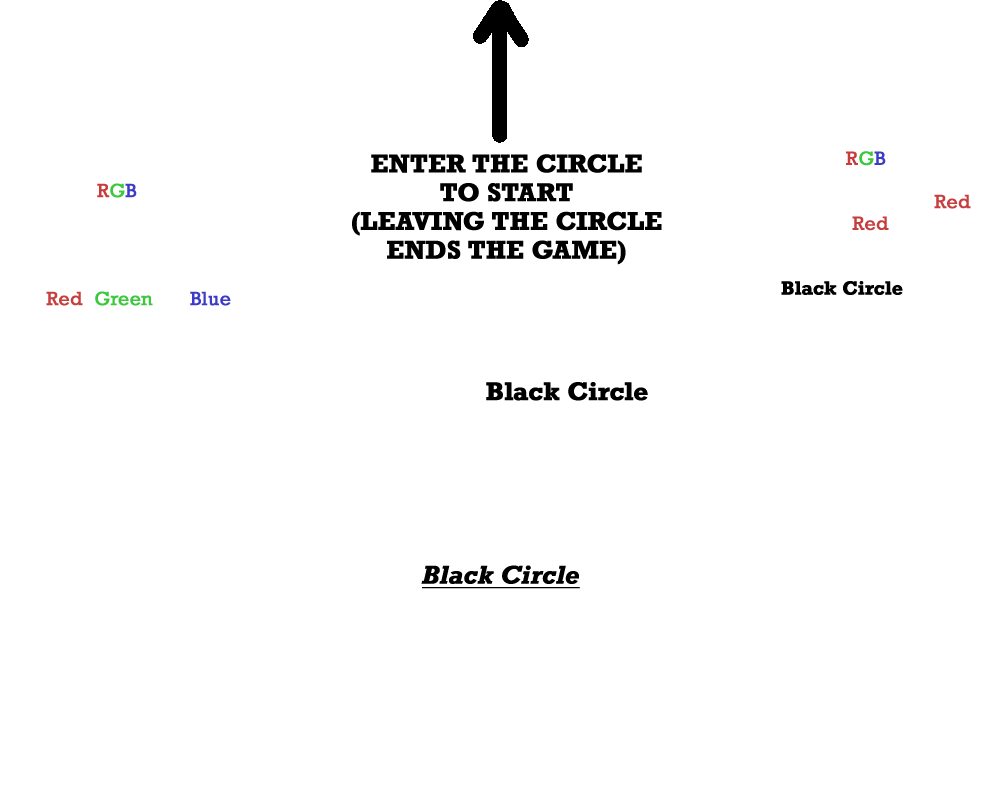 ENTER THE CIRCLE
TO START
(LEAVING THE CIRCLE
ENDS THE GAME)
RGB
RGB
Red
Red
Black Circle
Red Green Blue
Black Circle
Black Circle